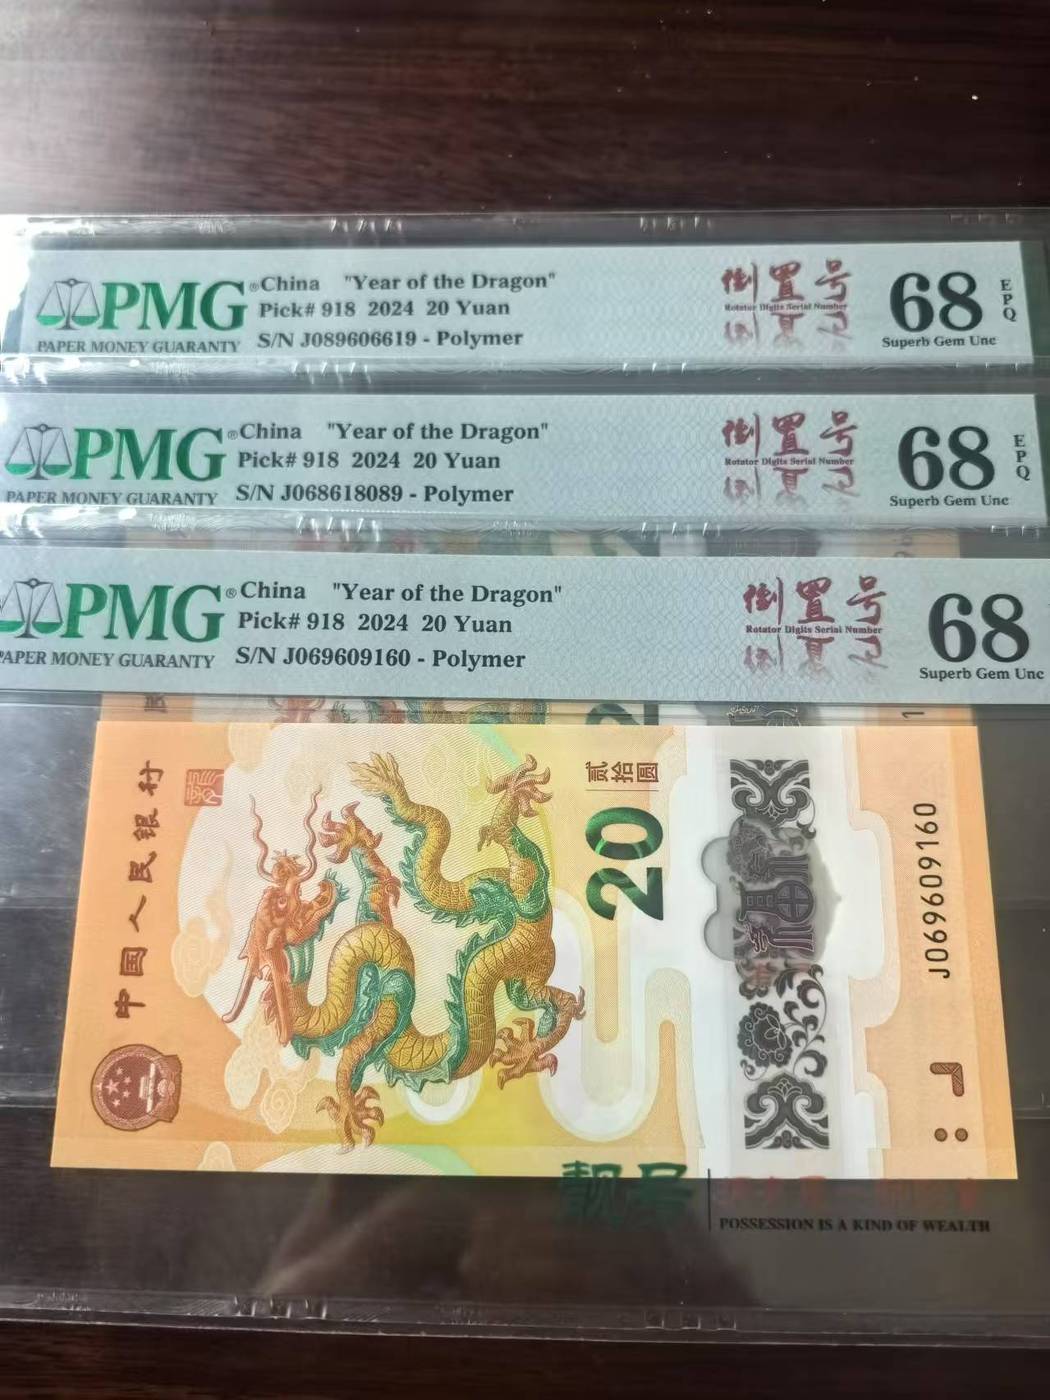 PMG® China "Year of the Dragon"
Pick# 918 2024 20 Yuan
S/N J089606619 - Polymer
PAPER MONEY GUARANTY
倒置号
Rotator Digits Serial Number
68
EPQ
Superb Gem Unc
PMG® China "Year of the Dragon"
Pick# 918 2024 20 Yuan
S/N J068618089 - Polymer
PAPER MONEY GUARANTY
倒置号
Rotator Digits Serial Number
68
EPQ
Superb Gem Unc
PMG® China "Year of the Dragon"
Pick# 918 2024 20 Yuan
S/N J069609160 - Polymer
PAPER MONEY GUARANTY
倒置号
Rotator Digits Serial Number
68
Superb Gem Unc
中国人民银行
贰拾圆
20
J069609160
靓号
POSSESSION IS A KIND OF WEALTH